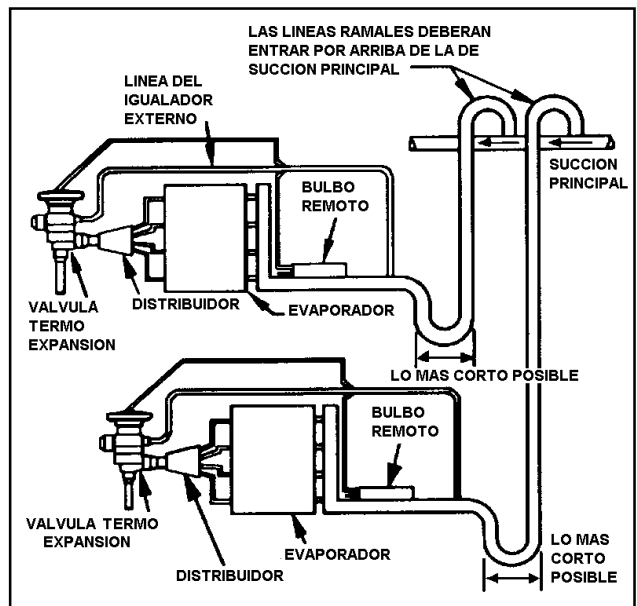 LAS LINEAS RAMALES DEBERAN
ENTRAR POR ARRIBA DE LA DE
SUCCION PRINCIPAL
LINEA DEL
IGUALADOR
EXTERNO
SUCCION
PRINCIPAL
BULBO
REMOTO
VALVULA
TERMO
EXPANSION
DISTRIBUIDOR
EVAPORADOR
LO MAS CORTO POSIBLE
BULBO
REMOTO
VALVULA TERMO
EXPANSION
DISTRIBUIDOR
EVAPORADOR
LO MAS
CORTO
POSIBLE